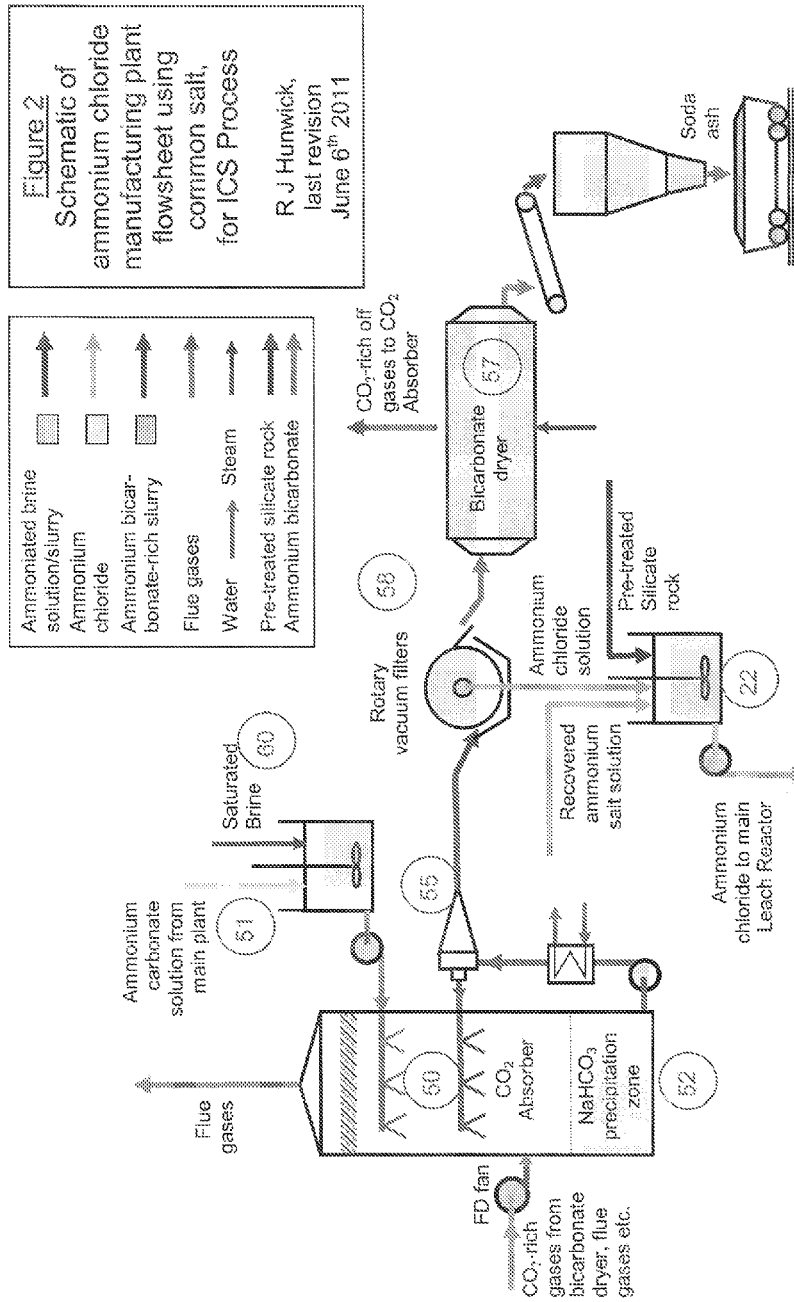 Figure 2
Schematic of
ammonium chloride
manufacturing plant
flowsheet using
common salt,
for ICS Process
R J Hunwick,
last revision
June 6th 2011
Ammoniated brine
solution/slurry
Ammonium
chloride
Ammonium bicar-
bonate-rich slurry
Flue gases
Water
Steam
Pre-treated silicate rock
Ammonium bicarbonate
Flue
gases
Ammonium
carbonate
solution from
main plant
51
Saturated
Brine
60
50
CO2
Absorber
NaHCO3
precipitation
zone
52
FD fan
CO2-rich
gases from
bicarbonate
dryer, flue
gases etc.
55
Rotary
vacuum filters
58
CO2-rich off
gases to CO2
Absorber
Bicarbonate
dryer
57
Soda
ash
Recovered
ammonium
salt solution
Ammonium
chloride
solution
Pre-treated
Silicate
rock
22
Ammonium
chloride to main
Leach Reactor